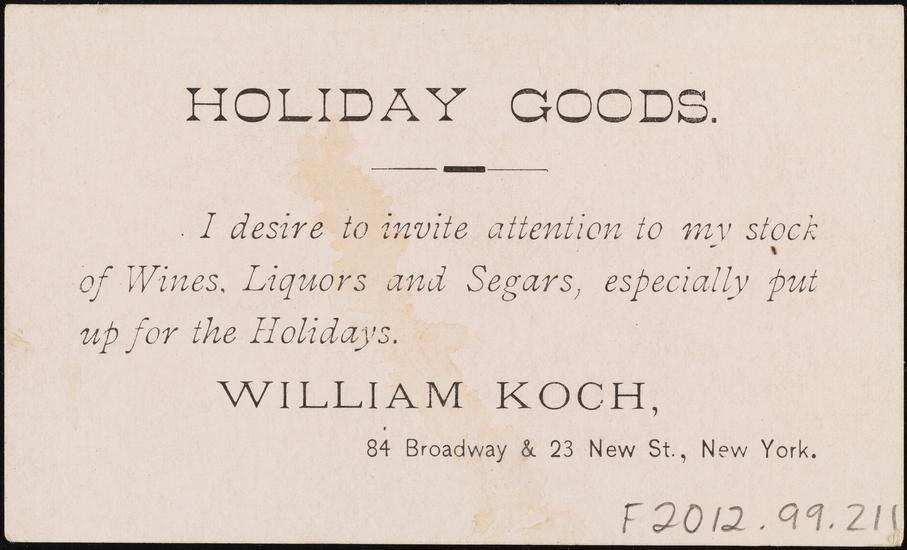 HOLIDAY GOODS.
I desire to invite attention to my stock
of Wines, Liquors and Segars, especially put
up for the Holidays.
WILLIAM KOCH,
84 Broadway & 23 New St., New York.
F2012.99.211